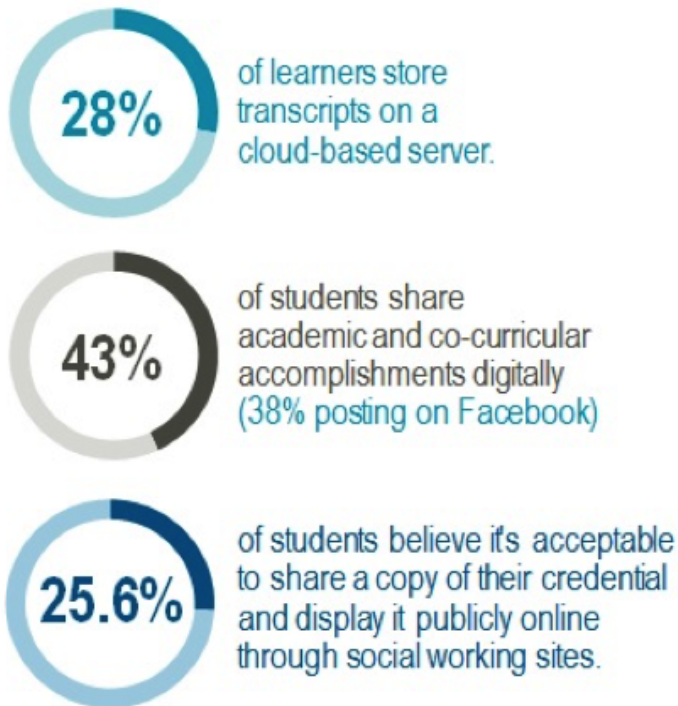 28%
of learners store
transcripts on a
cloud-based server.
43%
of students share
academic and co-curricular
accomplishments digitally
(38% posting on Facebook)
25.6%
of students believe it's acceptable
to share a copy of their credential
and display it publicly online
through social working sites.